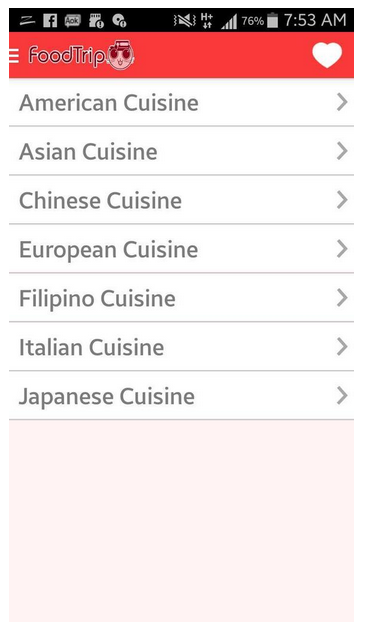 H+ 76% 7:53 AM
FoodTrip
American Cuisine
Asian Cuisine
Chinese Cuisine
European Cuisine
Filipino Cuisine
Italian Cuisine
Japanese Cuisine